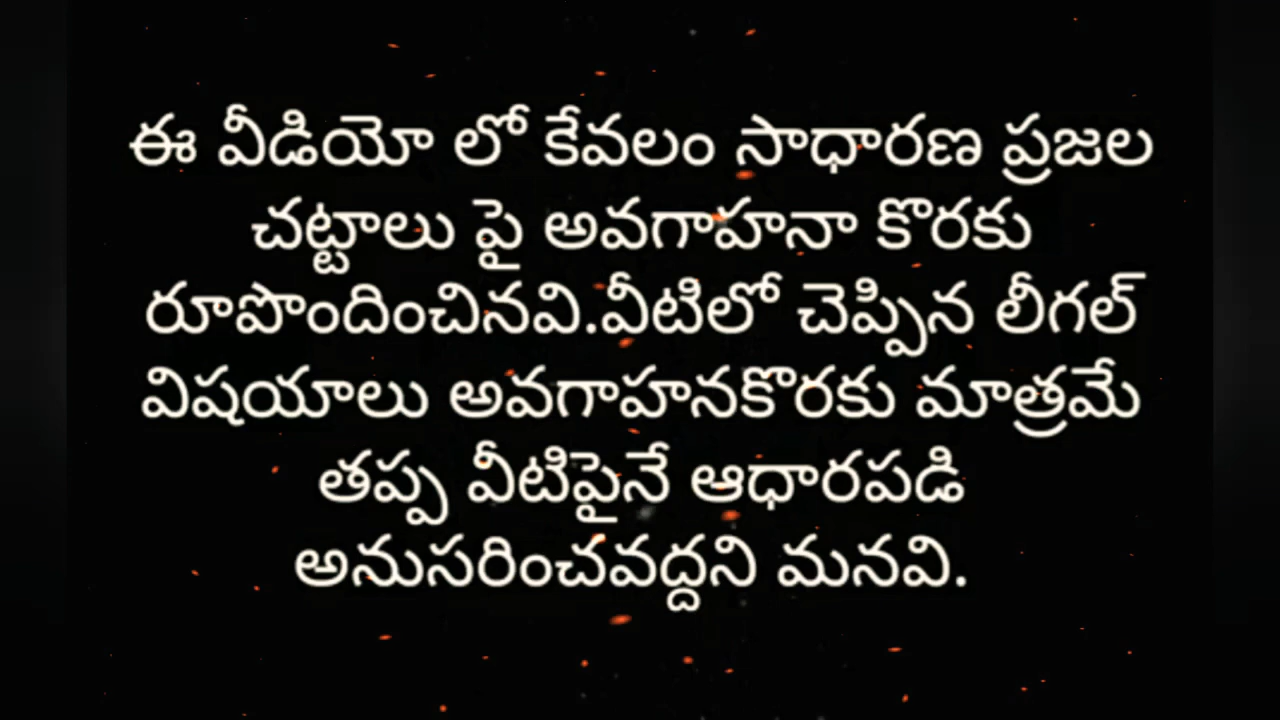 ఈ వీడియో లో కేవలం సాధారణ ప్రజల
చట్టాలు పై అవగాహనా కొరకు
రూపొందించినవి.వీటిలో చెప్పిన లీగల్
విషయాలు అవగాహనకొరకు మాత్రమే
తప్ప వీటిపైనే ఆధారపడి
అనుసరించవద్దని మనవి.